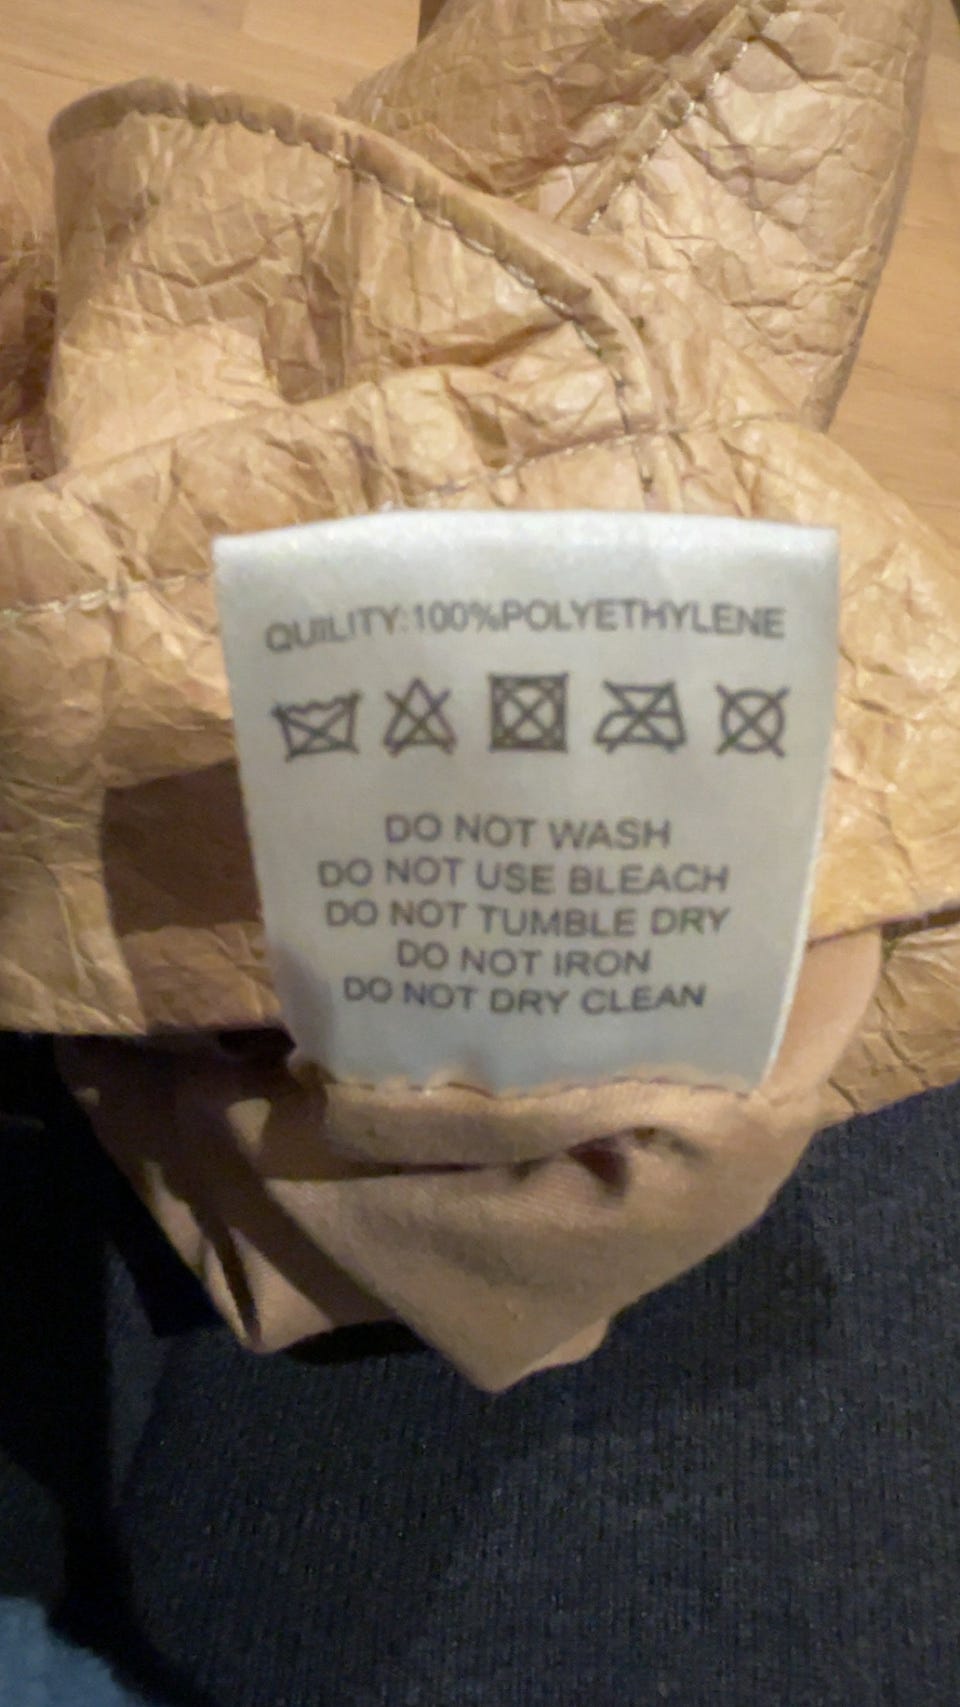 QUILITY:100%POLYETHYLENE
DO NOT WASH
DO NOT USE BLEACH
DO NOT TUMBLE DRY
DO NOT IRON
DO NOT DRY CLEAN